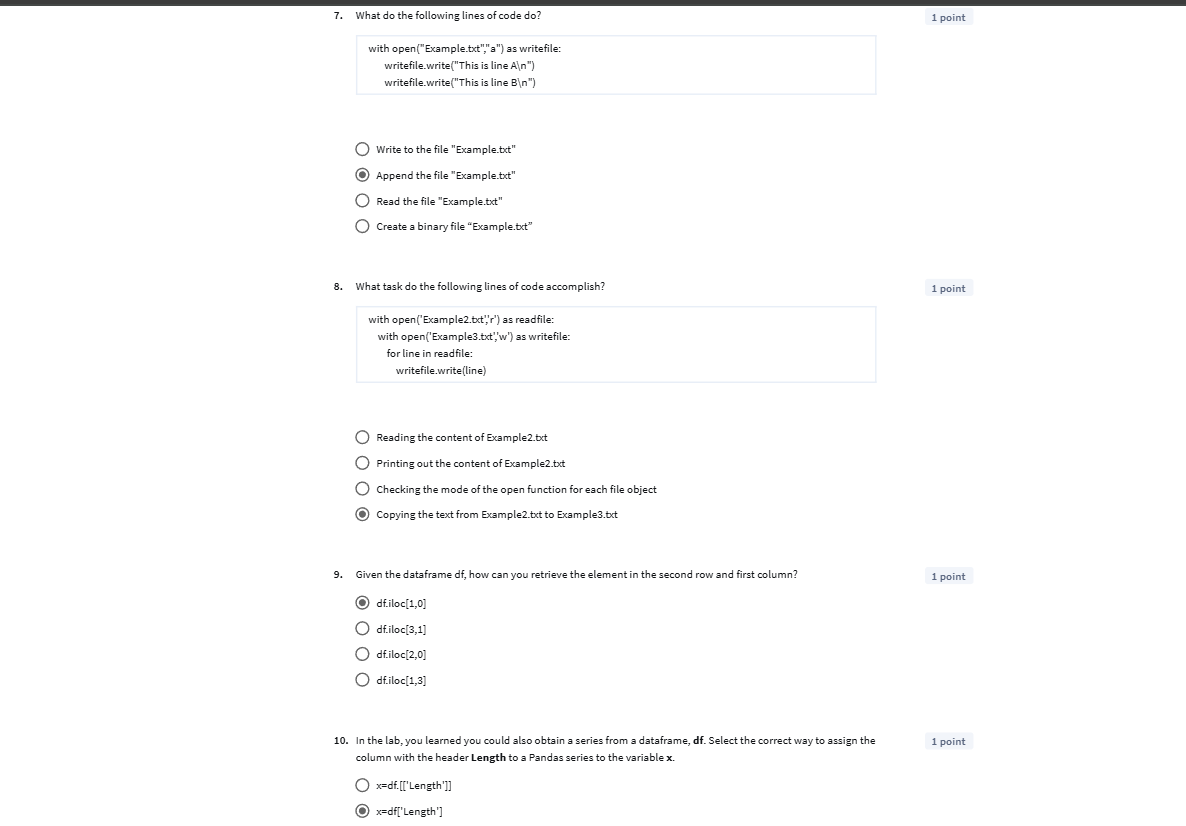 7. What do the following lines of code do?
1 point
with open("Example.txt","a") as writefile:
writefile.write("This is line A\n")
writefile.write("This is line B\n")
Write to the file "Example.txt"
Append the file "Example.txt"
Read the file "Example.txt"
Create a binary file “Example.txt”
8. What task do the following lines of code accomplish?
1 point
with open('Example2.txt','r') as readfile:
with open('Example3.txt','w') as writefile:
for line in readfile:
writefile.write(line)
Reading the content of Example2.txt
Printing out the content of Example2.txt
Checking the mode of the open function for each file object
Copying the text from Example2.txt to Example3.txt
9. Given the dataframe df, how can you retrieve the element in the second row and first column?
1 point
df.iloc[1,0]
df.iloc[3,1]
df.iloc[2,0]
df.iloc[1,3]
10. In the lab, you learned you could also obtain a series from a dataframe, df. Select the correct way to assign the
1 point
column with the header Length to a Pandas series to the variable x.
x=df.[['Length']]
x=df['Length']